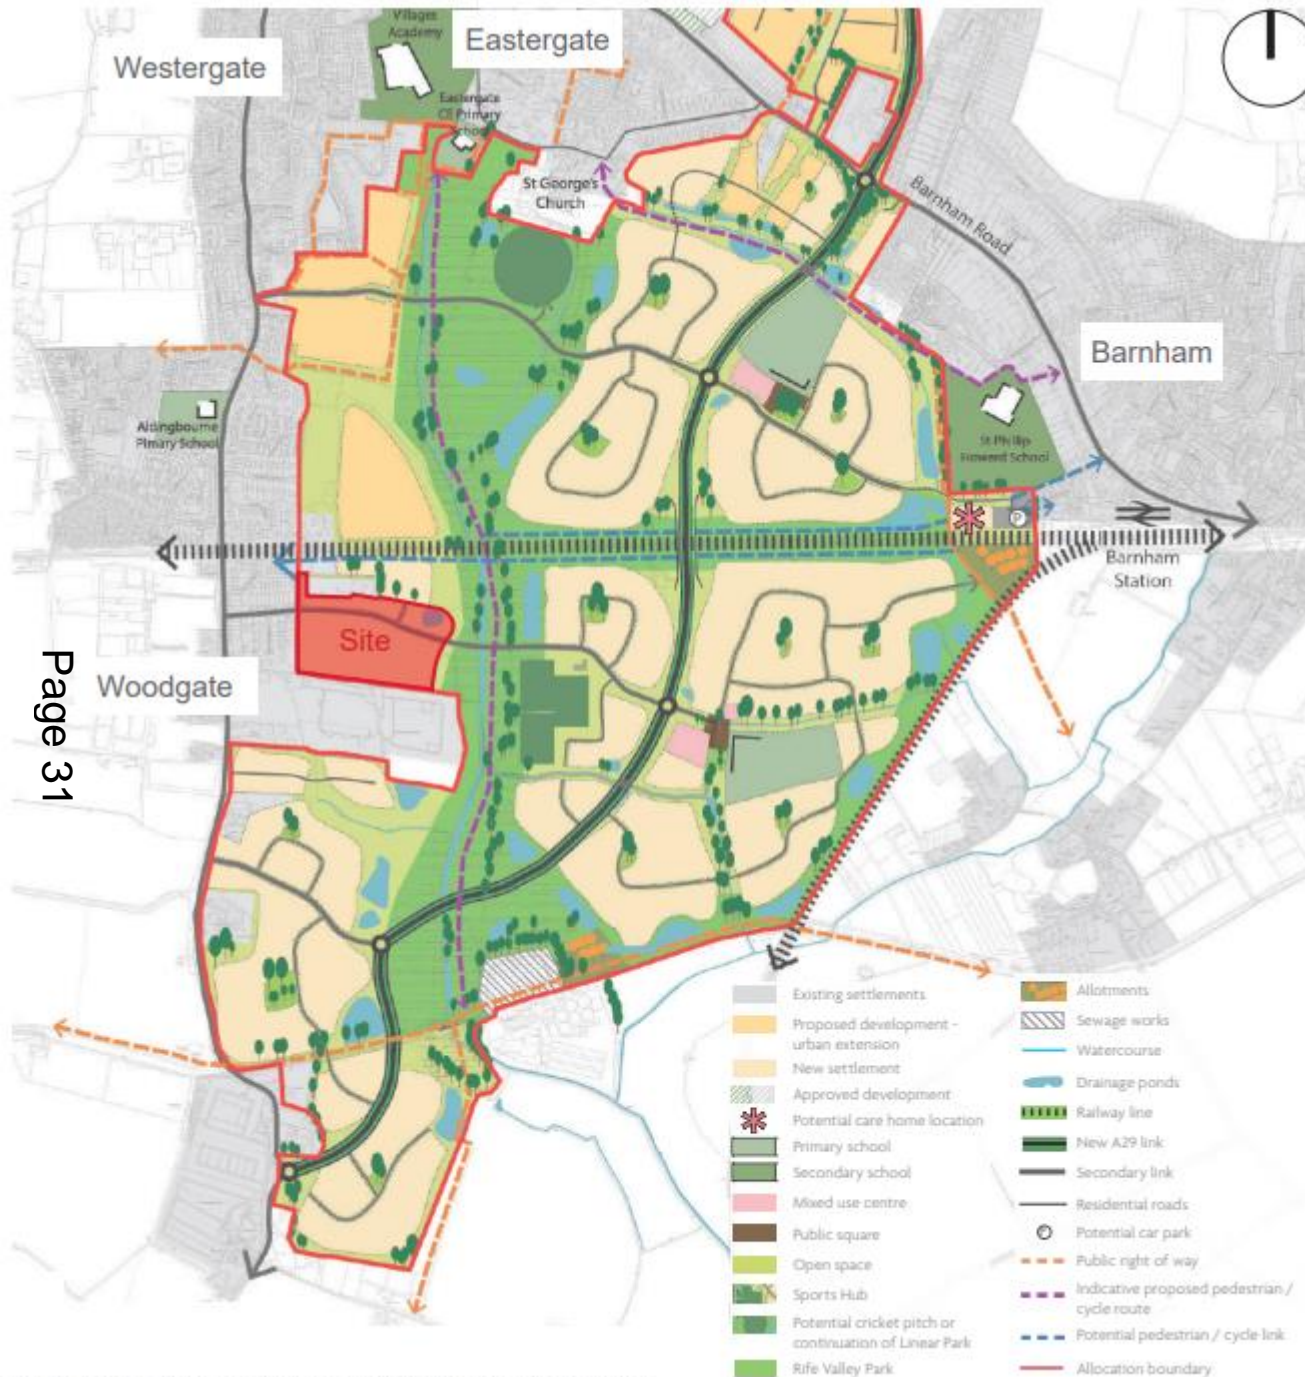 Villages
Academy
Eastergate
Westergate
Eastergate
CE Primary
School
St George's
Church
Barnham Road
Barnham
Aldingbourne
Primary School
St Philip
Howard School
P
Barnham
Station
Site
Woodgate
Page 31
Existing settlements
Proposed development -
urban extension
New settlement
Approved development
Potential care home location
Primary school
Secondary school
Mixed use centre
Public square
Open space
Sports Hub
Potential cricket pitch or
continuation of Linear Park
Rife Valley Park
Allotments
Sewage works
Watercourse
Drainage ponds
Railway line
New A29 link
Secondary link
Residential roads
P
Potential car park
Public right of way
Indicative proposed pedestrian /
cycle route
Potential pedestrian / cycle link
Allocation boundary